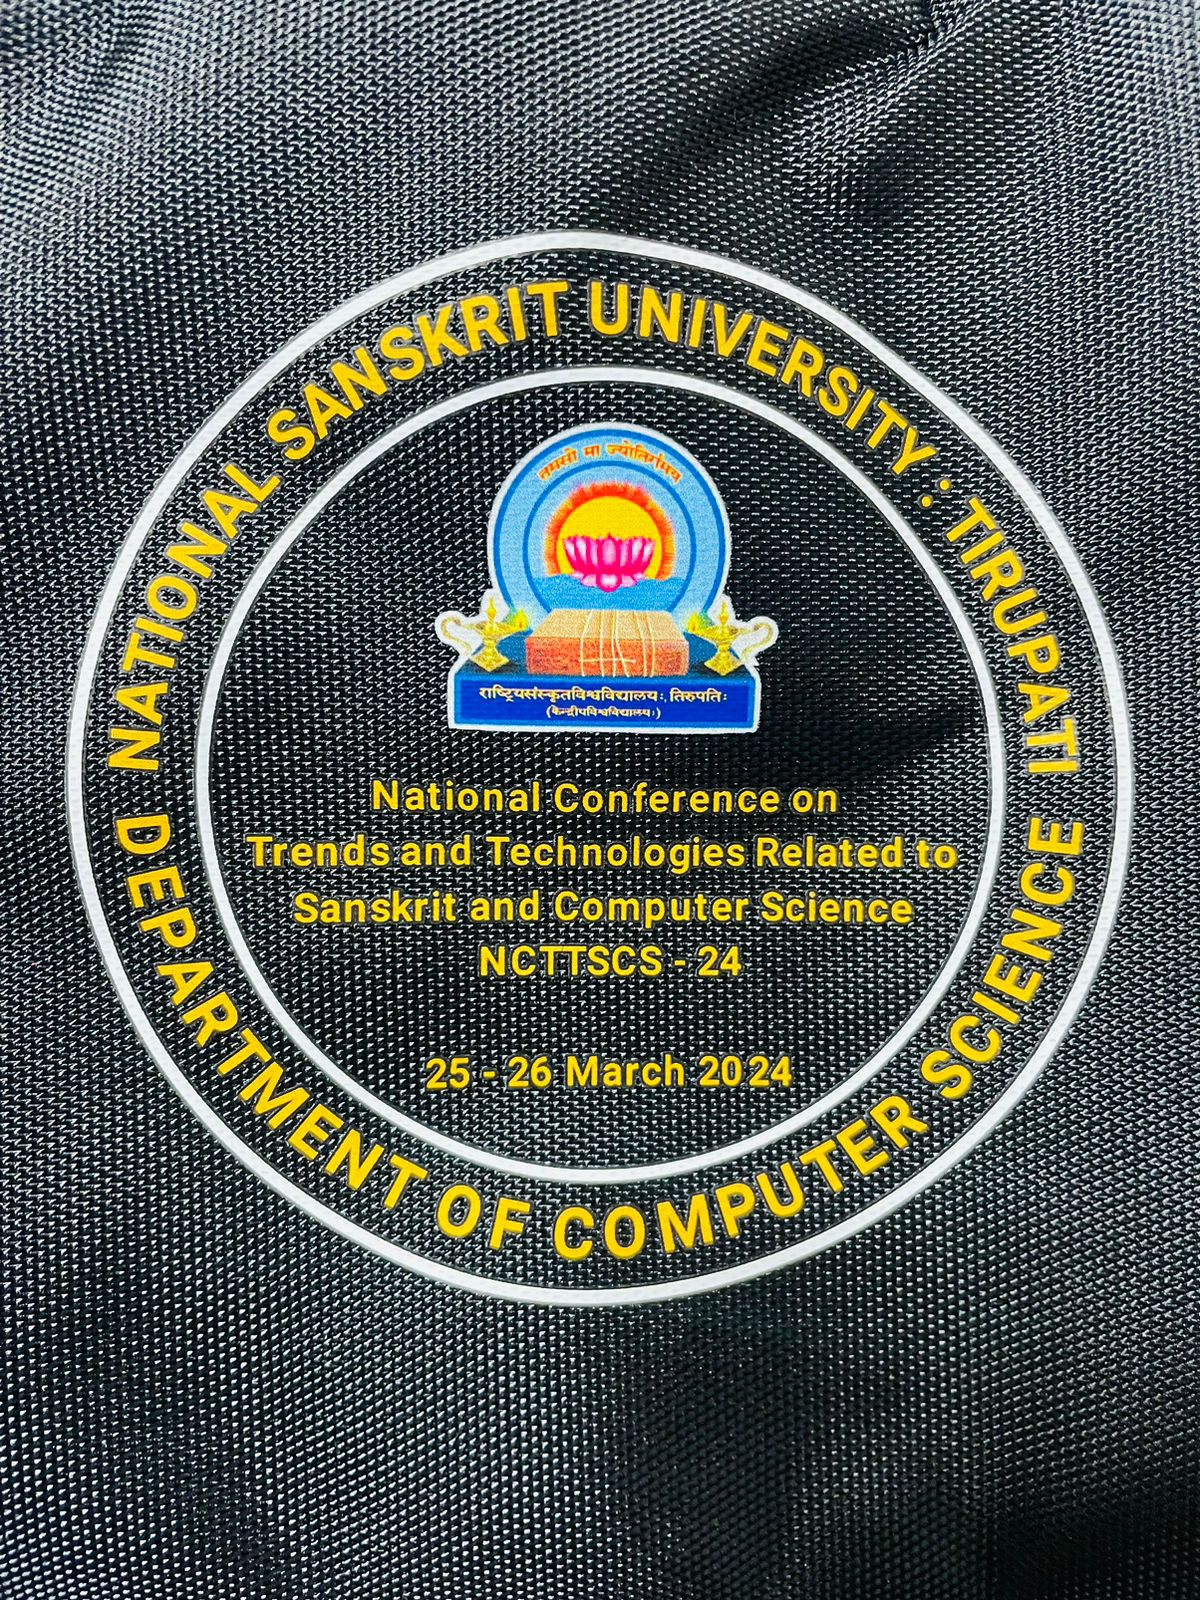 NATIONAL SANSKRIT UNIVERSITY : TIRUPATI
तमसो मा ज्योतिर्गमय
राष्ट्रियसंस्कृतविश्वविद्यालयः, तिरुपतिः
(केन्द्रीयविश्वविद्यालयः)
National Conference on
Trends and Technologies Related to
Sanskrit and Computer Science
NCTTSCS - 24
25 - 26 March 2024
DEPARTMENT OF COMPUTER SCIENCE